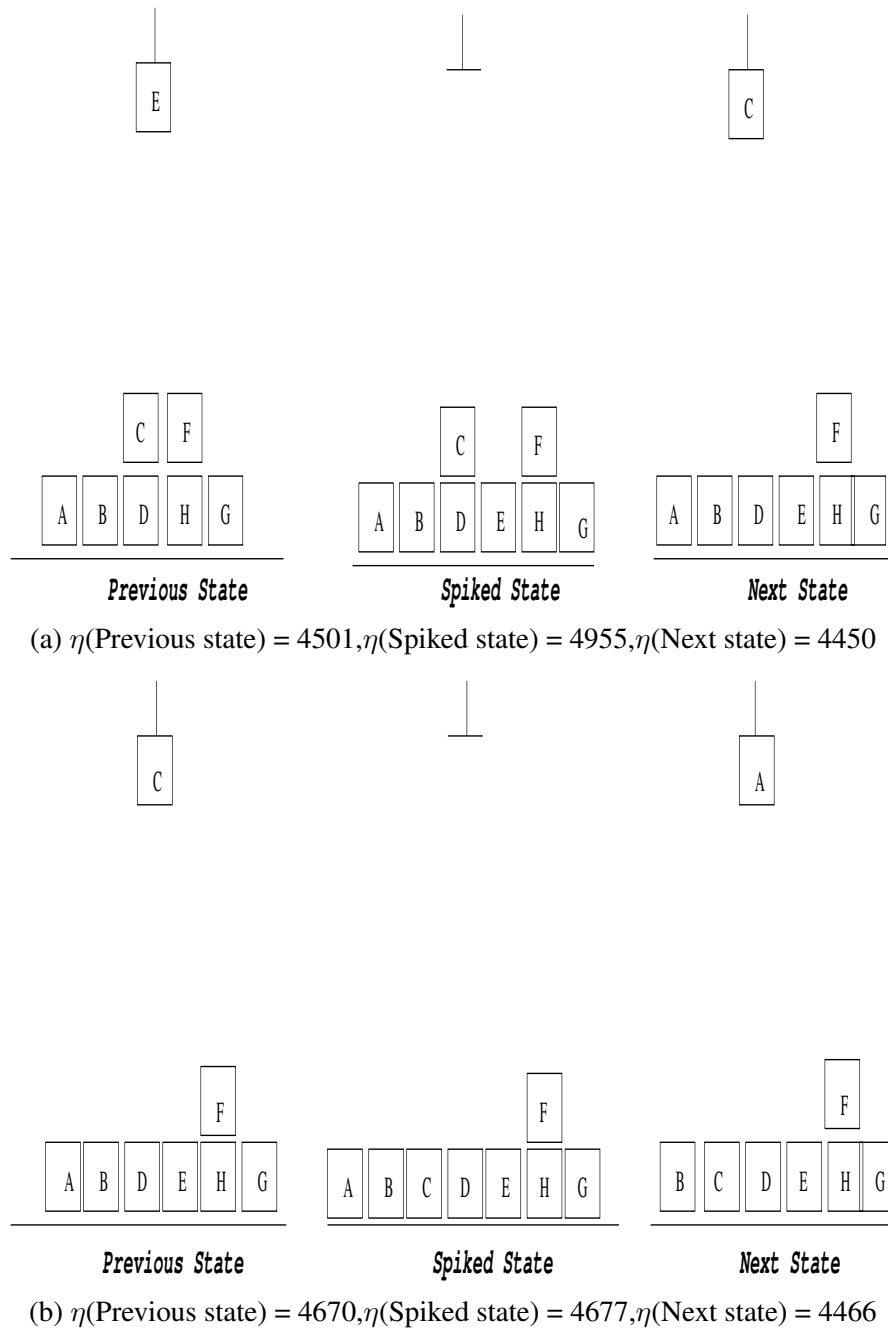 E C
C F C F F
A B D H G A B D E H G A B D E H G
Previous State Spiked State Next State
(a) η(Previous state) = 4501,η(Spiked state) = 4955,η(Next state) = 4450
C A
F F F
A B D E H G A B C D E H G B C D E H G
Previous State Spiked State Next State
(b) η(Previous state) = 4670,η(Spiked state) = 4677,η(Next state) = 4466